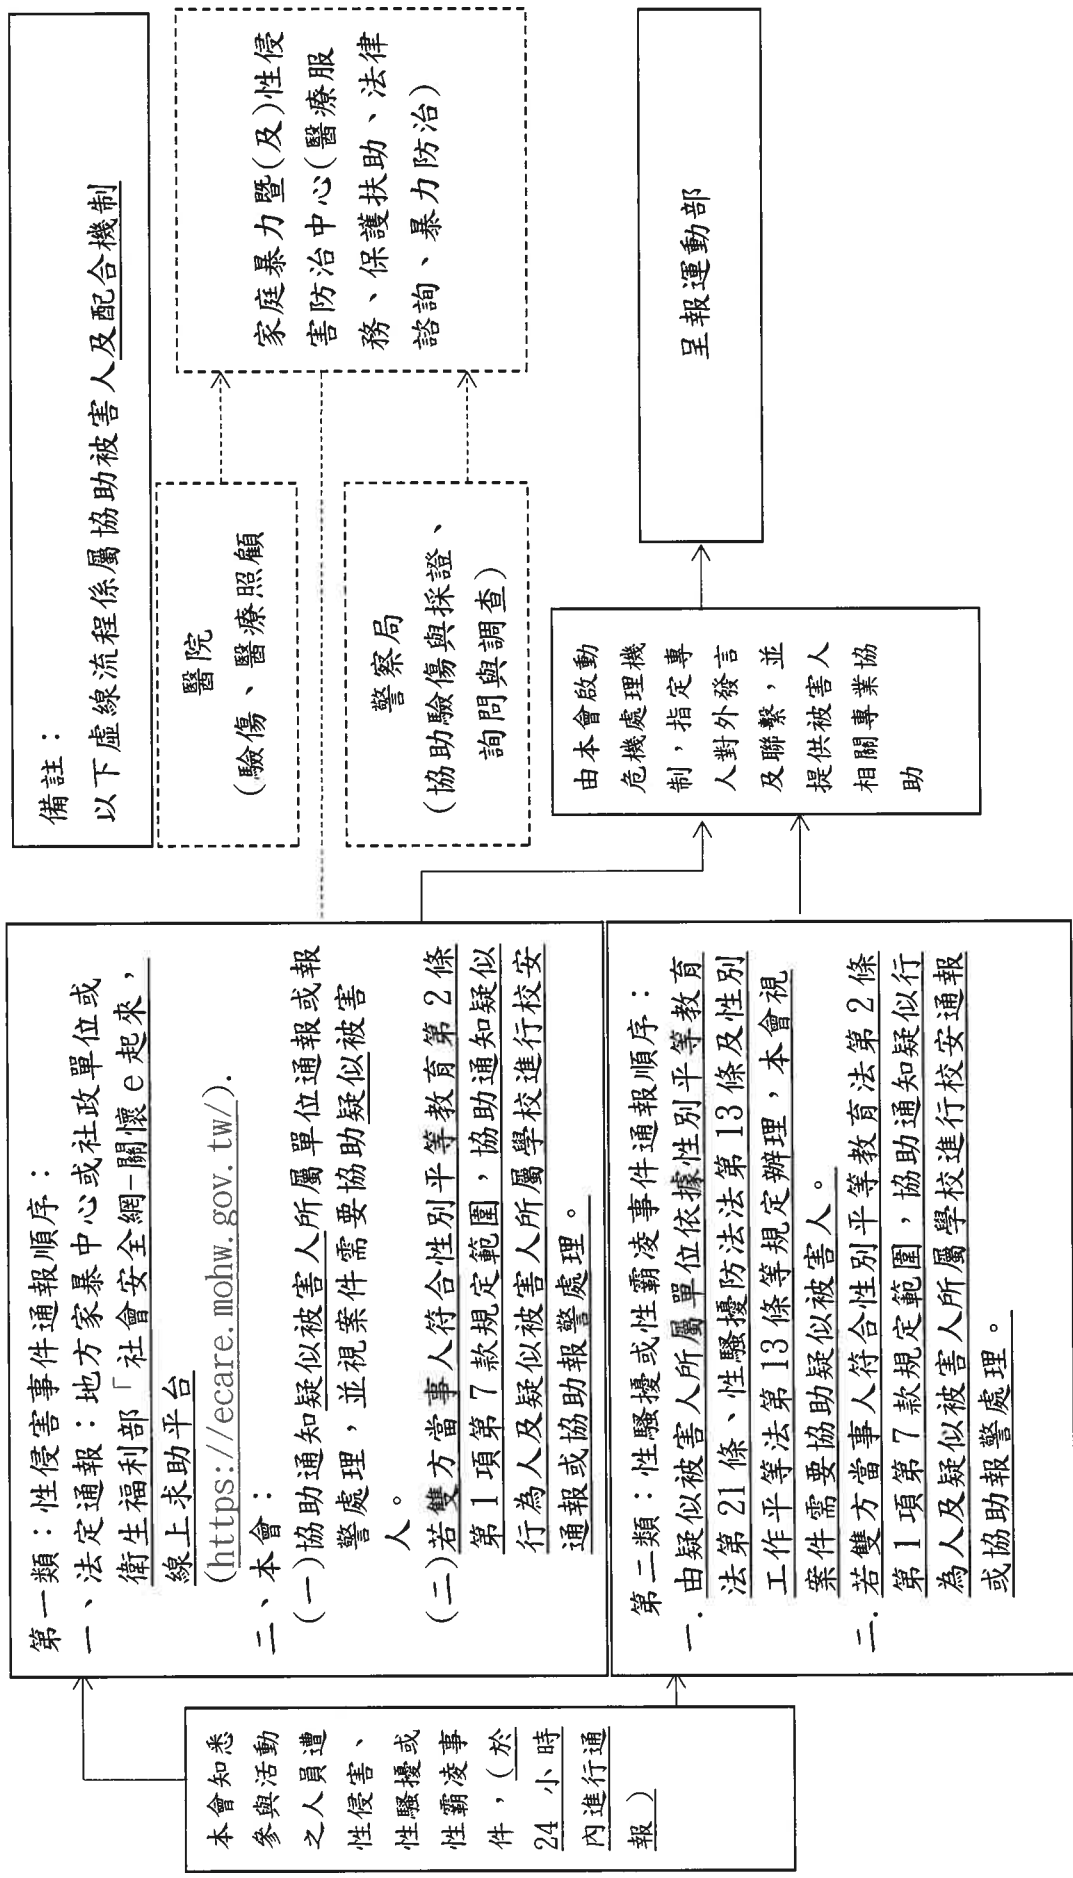 備註：
以下虛線流程係屬協助被害人及配合機制
本會知悉
參與活動
之人員遭
性侵害、
性騷擾或
性霸凌事
件，（於
24 小時
內進行通
報）
第一類：性侵害事件通報順序：
一、法定通報：地方家暴中心或社政單位或
衛生福利部「社會安全網-關懷 e 起來，
線上求助平台
(https://ecare.mohw.gov.tw/).
二、本會：
(一)協助通知疑似被害人所屬單位通報或報
警處理，並視案件需要協助疑似被害
人。
(二)若雙方當事人符合性別平等教育第 2 條
第 1 項第 7 款規定範圍，協助通知疑似
行為人及疑似被害人所屬學校進行校安
通報或協助報警處理。
第二類：性騷擾或性霸凌事件通報順序：
一. 由疑似被害人所屬單位依據性別平等教育
法第 21 條、性騷擾防法法第 13 條及性別
工作平等法第 13 條等規定辦理，本會視
案件需要協助疑似被害人。
二. 若雙方當事人符合性別平等教育法第 2 條
第 1 項第 7 款規定範圍，協助通知疑似行
為人及疑似被害人所屬學校進行校安通報
或協助報警處理。
醫院
(驗傷、醫療照顧
警察局
(協助驗傷與採證、
詢問與調查)
家庭暴力暨(及)性侵
害防治中心(醫療服
務、保護扶助、法律
諮詢、暴力防治)
由本會啟動
危機處理機
制，指定專
人對外發言
及聯繫，並
提供被害人
相關專業協
助
呈報運動部